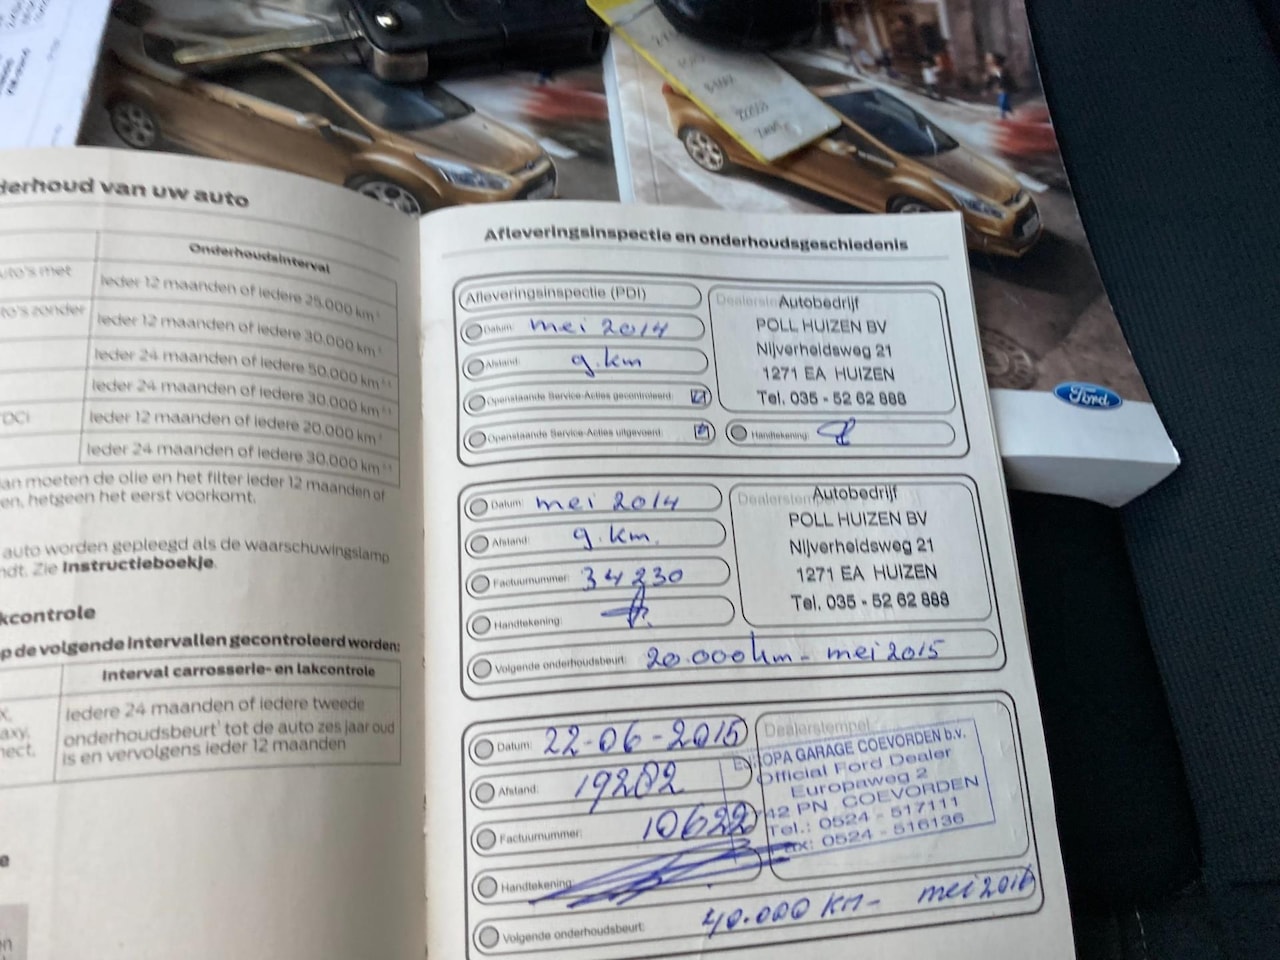 derhoud van uw auto
Onderhoudsinterval
uto's met
Ieder 12 maanden of iedere 25.000 km
to's zonder
Ieder 12 maanden of iedere 30.000 km
Ieder 24 maanden of iedere 50.000 km
Ieder 24 maanden of iedere 30.000 km
TDCi
Ieder 12 maanden of iedere 20.000 km
Ieder 24 maanden of iedere 30.000 km
an moeten de olie en het filter ieder 12 maanden of
en, hetgeen het eerst voorkomt.
auto worden gepleegd als de waarschuwingslamp
ndt. Zie Instructieboekje.
kcontrole
p de volgende intervallen gecontroleerd worden:
Interval carrosserie- en lakcontrole
Iedere 24 maanden of iedere tweede
onderhoudsbeurt¹ tot de auto zes jaar oud
is en vervolgens ieder 12 maanden
x,
axy,
nect,
Afleveringsinspectie en onderhoudsgeschiedenis
Afleveringsinspectie (PDI)
Datum: mei 2014
Afstand: 9.km
Openstaande Service-Acties gecontroleerd:
Openstaande Service-Acties uitgevoerd:
Autobedrijf
POLL HUIZEN BV
Nijverheidsweg 21
1271 EA HUIZEN
Tel. 035 - 52 62 888
Handtekening:
Datum: mei 2014
Afstand: 9.km.
Factuurnummer: 34230
Handtekening:
Dealerstempel
Autobedrijf
POLL HUIZEN BV
Nijverheidsweg 21
1271 EA HUIZEN
Tel. 035 - 52 62 888
Volgende onderhoudsbeurt: 20.000km - mei 2015
Datum: 22-06-2015
Afstand: 19202
Factuurnummer: 10622
Handtekening:
Dealerstempel
OPA GARAGE COEVORDEN b.v.
Official Ford Dealer
Europaweg 2
42 PN COEVORDEN
Tel.: 0524 - 517111
Fax: 0524 - 516136
Volgende onderhoudsbeurt: 40.000 KM - mei 2016
Ford